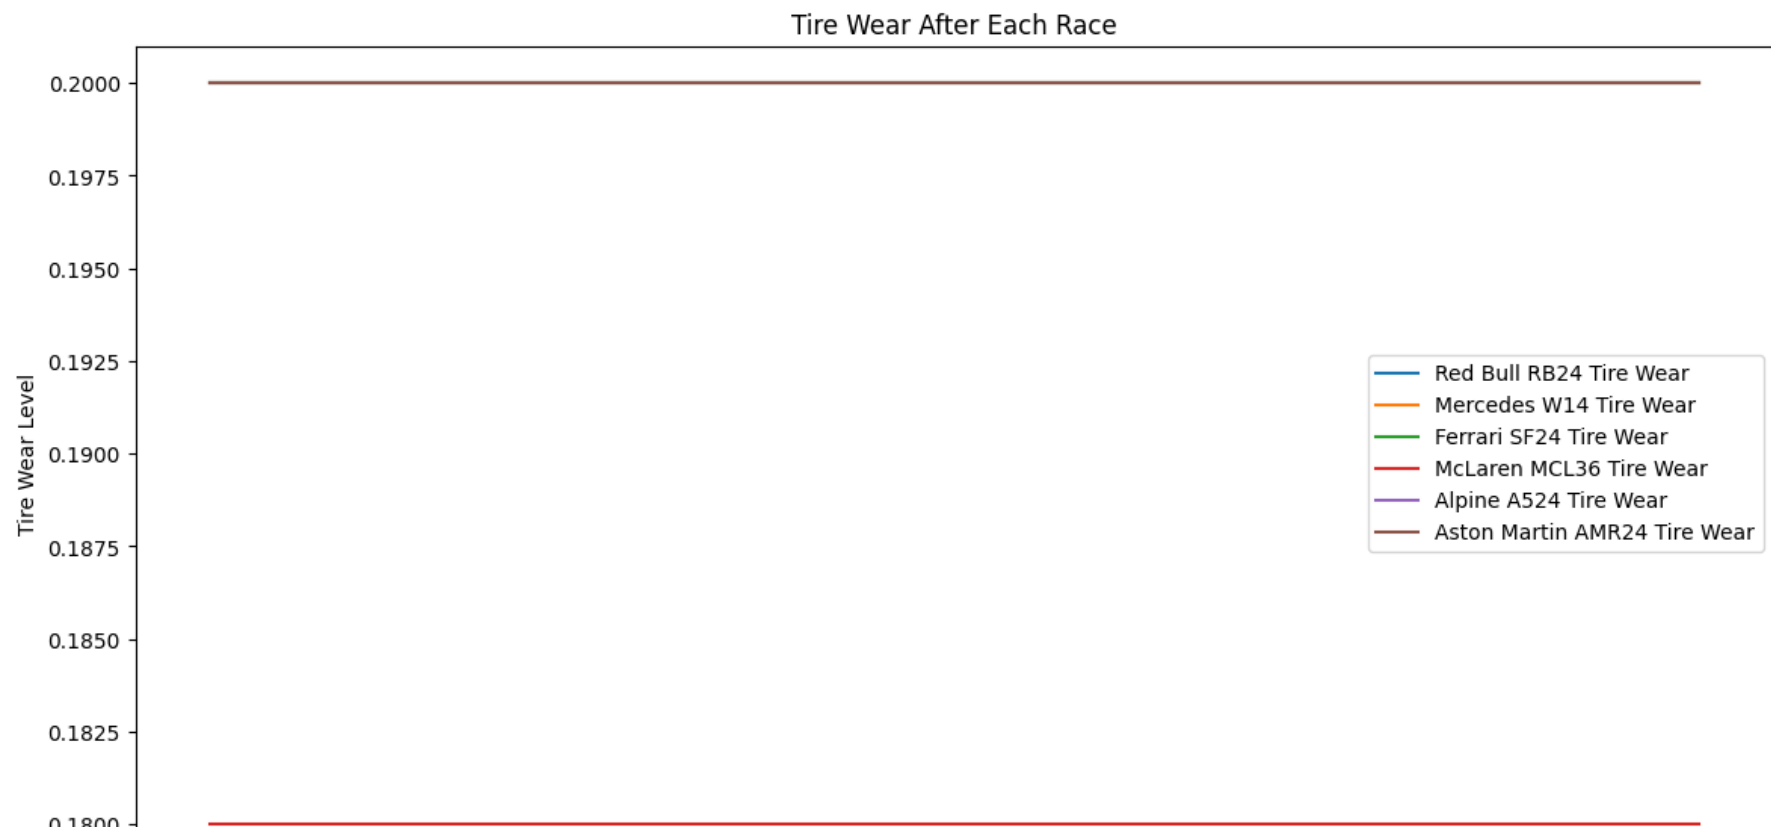 Tire Wear After Each Race
0.2000
0.1975
0.1950
0.1925
0.1900
0.1875
0.1850
0.1825
0.1800
Tire Wear Level
Red Bull RB24 Tire Wear
Mercedes W14 Tire Wear
Ferrari SF24 Tire Wear
McLaren MCL36 Tire Wear
Alpine A524 Tire Wear
Aston Martin AMR24 Tire Wear